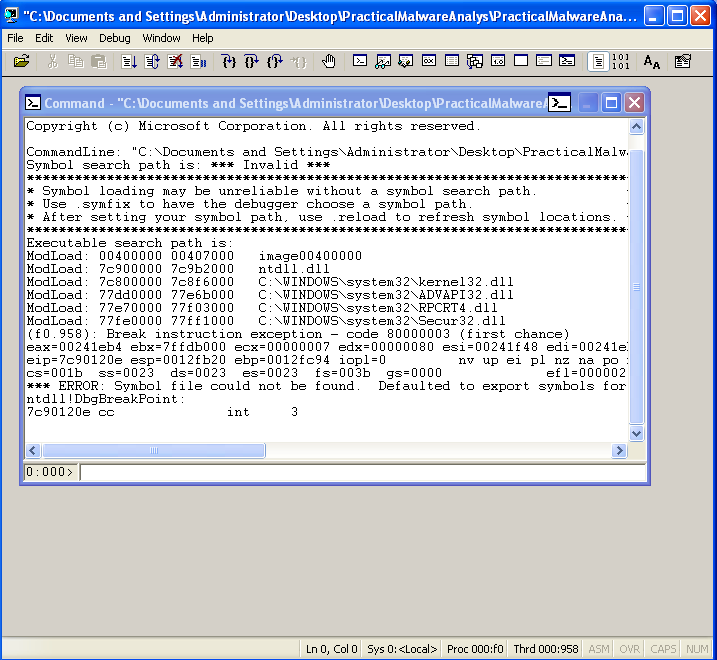 "C:\Documents and Settings\Administrator\Desktop\PracticalMalwareAnalys\PracticalMalwareAna...
File Edit View Debug Window Help
101
101
AA
Command - "C:\Documents and Settings\Administrator\Desktop\PracticalMalwareA
Copyright (c) Microsoft Corporation. All rights reserved.
CommandLine: "C:\Documents and Settings\Administrator\Desktop\PracticalMalw
Symbol search path is: *** Invalid ***
****************************************************************************
* Symbol loading may be unreliable without a symbol search path.
* Use .symfix to have the debugger choose a symbol path.
* After setting your symbol path, use .reload to refresh symbol locations.
****************************************************************************
Executable search path is:
ModLoad: 00400000 00407000 image00400000
ModLoad: 7c900000 7c9b2000 ntdll.dll
ModLoad: 7c800000 7c8f6000 C:\WINDOWS\system32\kernel32.dll
ModLoad: 77dd0000 77e6b000 C:\WINDOWS\system32\ADVAPI32.dll
ModLoad: 77e70000 77f03000 C:\WINDOWS\system32\RPCRT4.dll
ModLoad: 77fe0000 77ff1000 C:\WINDOWS\system32\Secur32.dll
(f0.958): Break instruction exception - code 80000003 (first chance)
eax=00241eb4 ebx=7ffdb000 ecx=00000007 edx=00000080 esi=00241f48 edi=00241eb
eip=7c90120e esp=0012fb20 ebp=0012fc94 iopl=0 nv up ei pl nz na po
cs=001b ss=0023 ds=0023 es=0023 fs=003b gs=0000 efl=000002
*** ERROR: Symbol file could not be found. Defaulted to export symbols for
ntdll!DbgBreakPoint:
7c90120e cc int 3
0:000>
Ln 0, Col 0 Sys 0:<Local> Proc 000:f0 Thrd 000:958 ASM OVR CAPS NUM